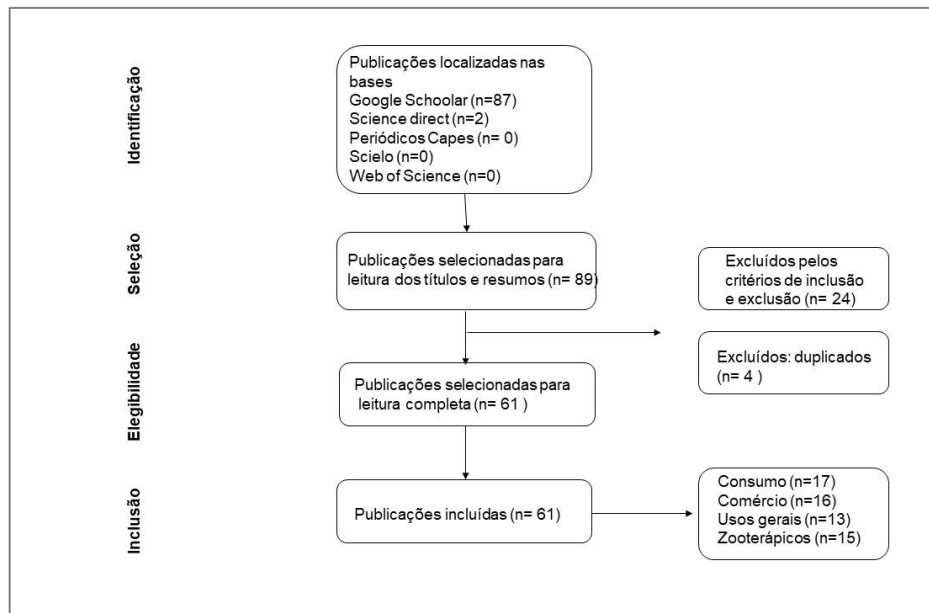 Identificação
Publicações localizadas nas
bases
Google Schoolar (n=87)
Science direct (n=2)
Periódicos Capes (n= 0)
Scielo (n=0)
Web of Science (n=0)
Seleção
Publicações selecionadas para
leitura dos títulos e resumos (n= 89)
Excluídos pelos
critérios de inclusão
e exclusão (n= 24)
Excluídos: duplicados
(n= 4 )
Elegibilidade
Publicações selecionadas para
leitura completa (n= 61 )
Inclusão
Publicações incluídas (n= 61)
Consumo (n=17)
Comércio (n=16)
Usos gerais (n=13)
Zooterápicos (n=15)